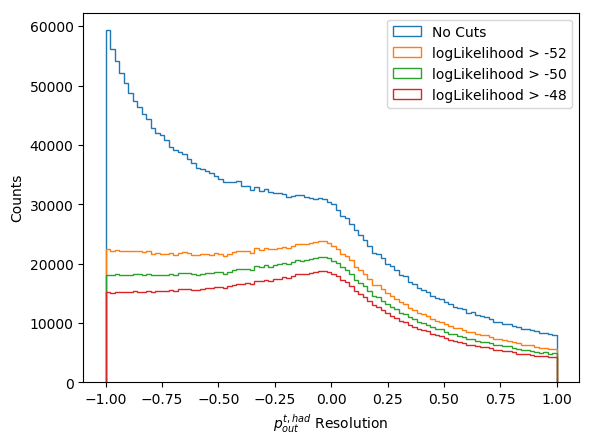 60000
50000
40000
30000
20000
10000
0
Counts
No Cuts
logLikelihood > -52
logLikelihood > -50
logLikelihood > -48
−1.00 −0.75 −0.50 −0.25 0.00 0.25 0.50 0.75 1.00
$p_{out}^{t,had}$ Resolution